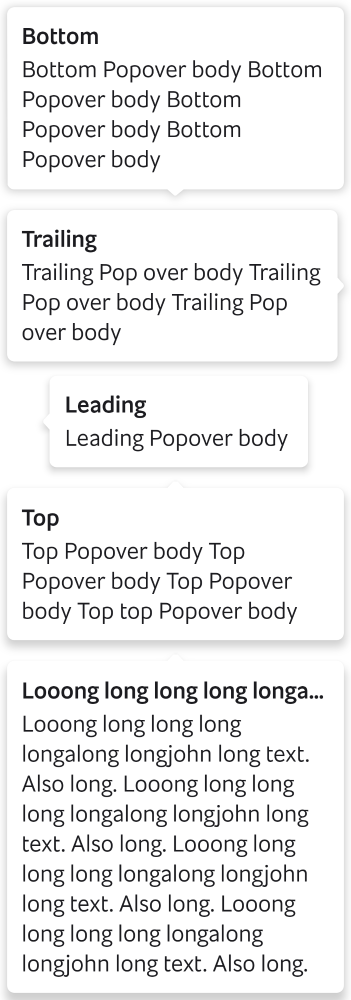 Bottom
Bottom Popover body Bottom
Popover body Bottom
Popover body Bottom
Popover body
Trailing
Trailing Pop over body Trailing
Pop over body Trailing Pop
over body
Leading
Leading Popover body
Top
Top Popover body Top
Popover body Top Popover
body Top top Popover body
Looong long long long longa...
Looong long long long
longalong longjohn long text.
Also long. Looong long long
long longalong longjohn long
text. Also long. Looong long
long long longalong longjohn
long text. Also long. Looong
long long long longalong
longjohn long text. Also long.